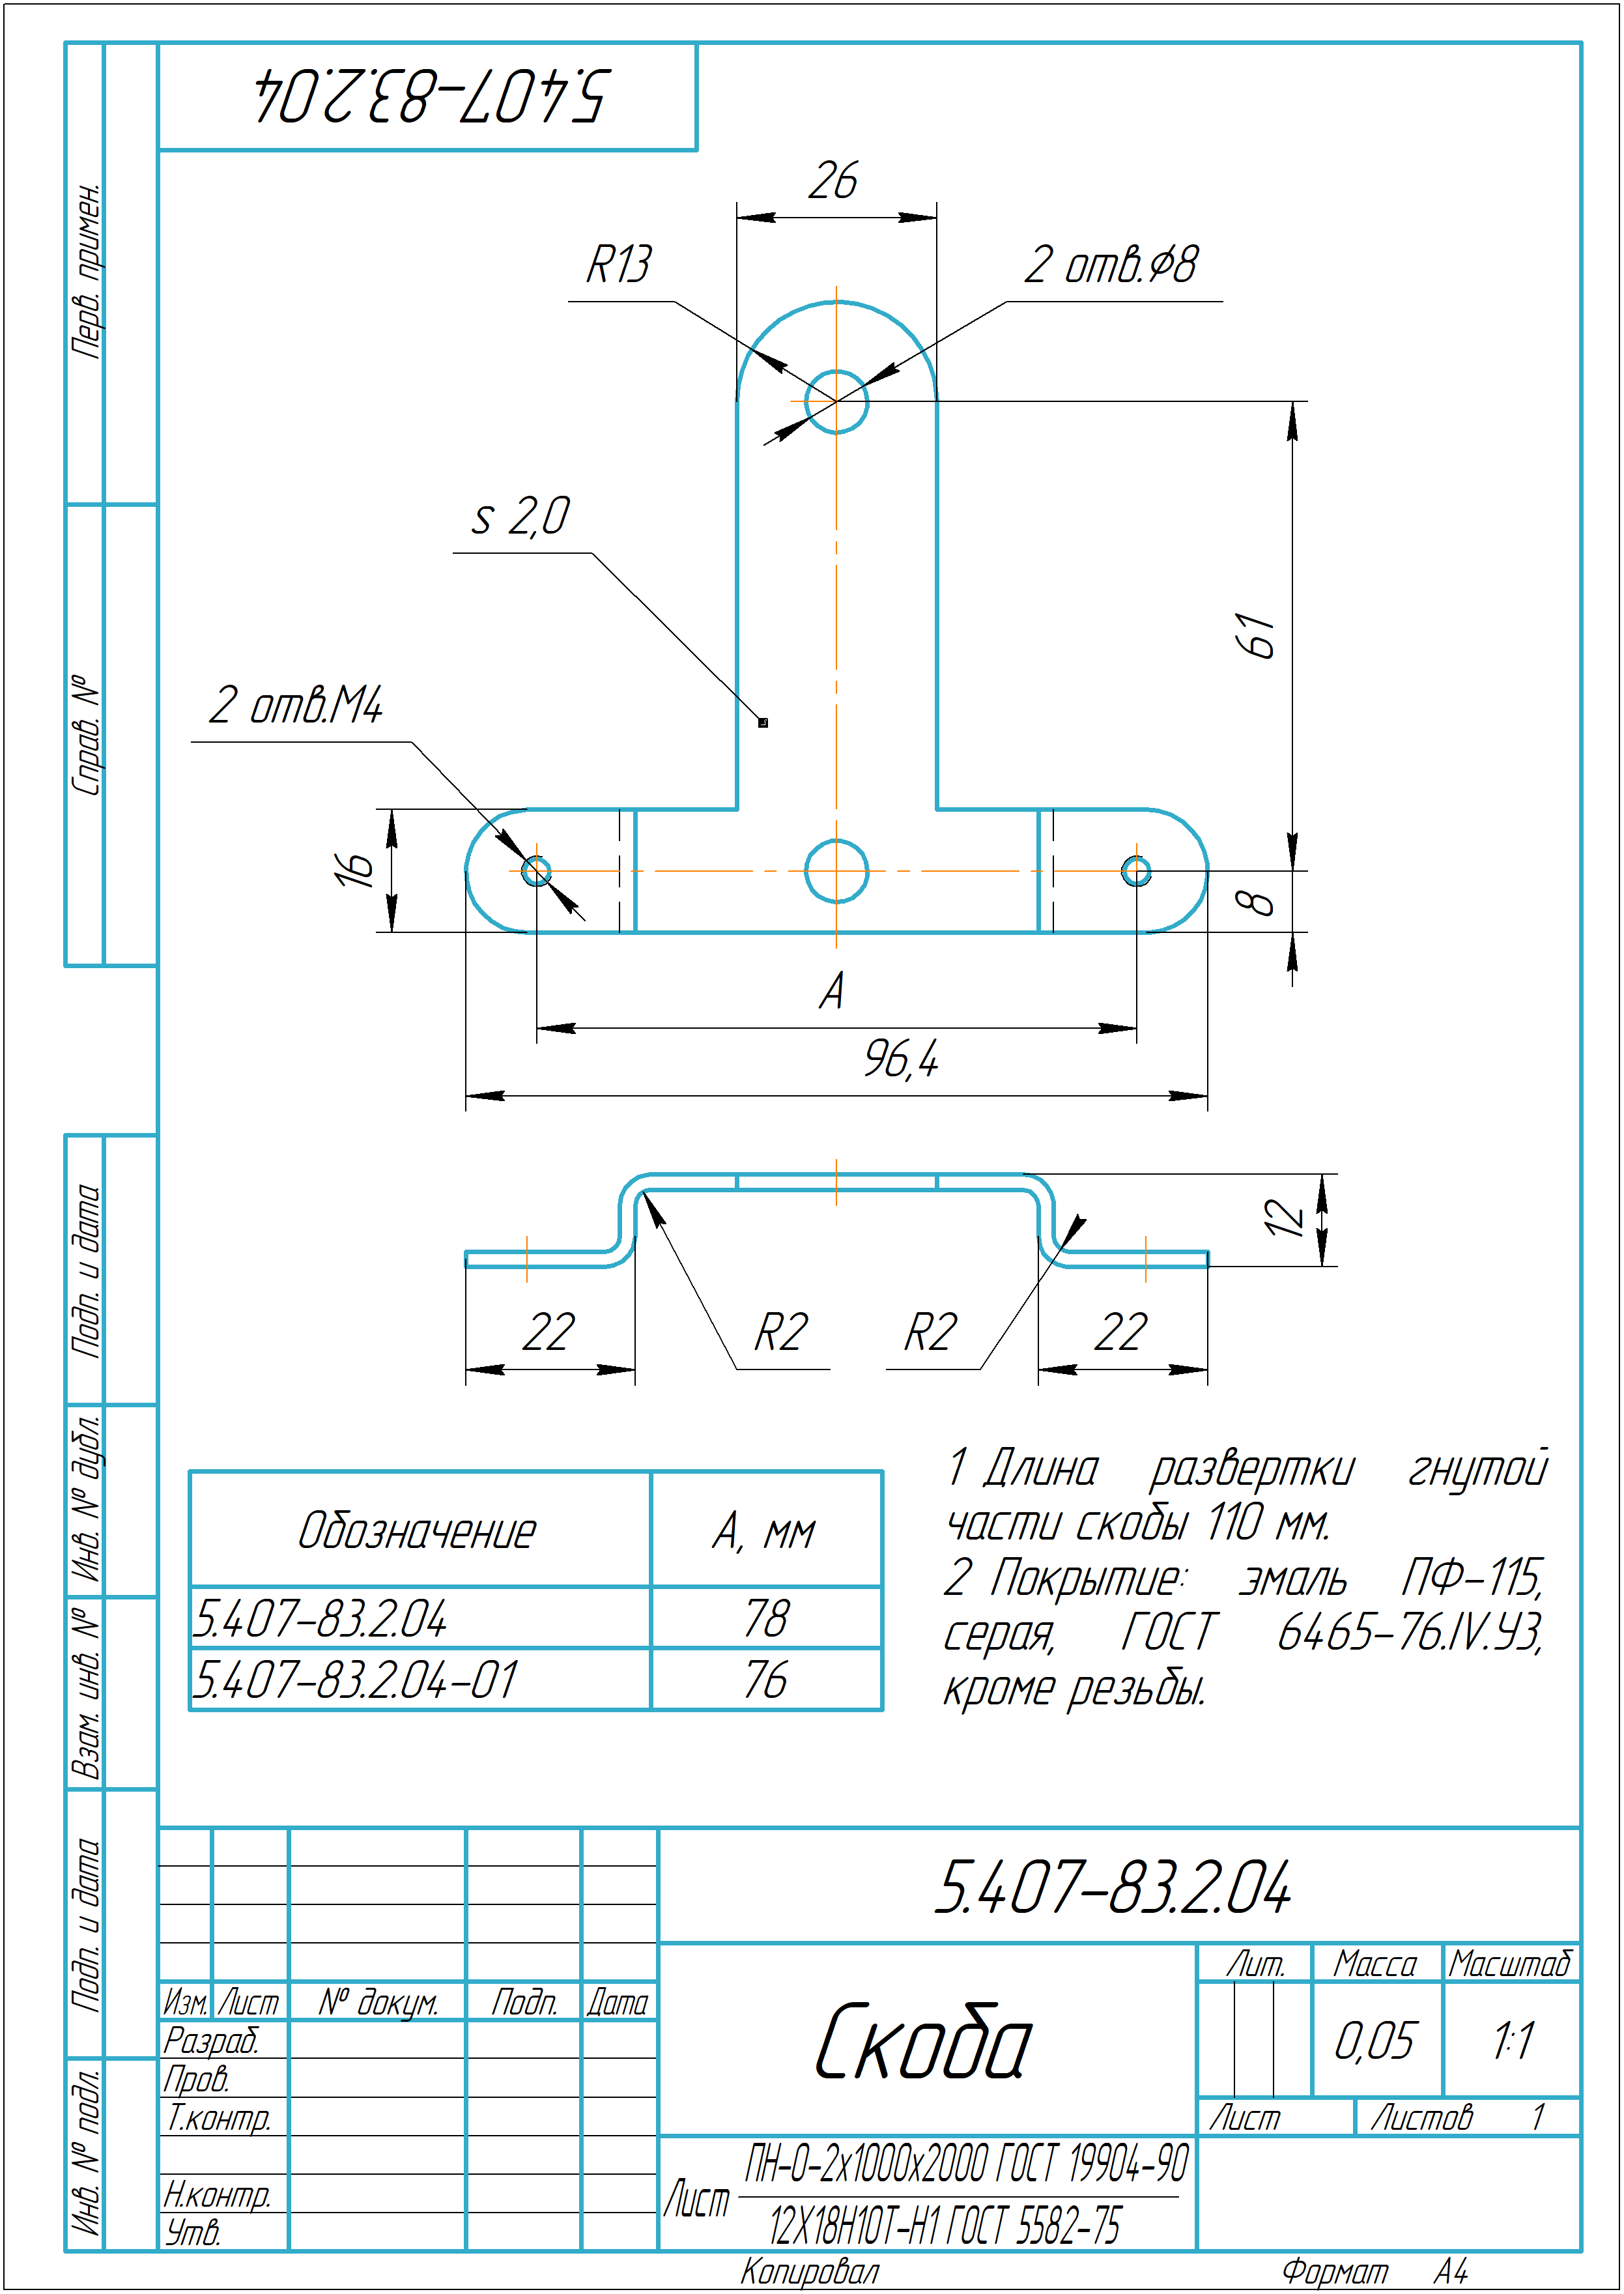 5.407-83.2.04
Перв. примен.
Справ. №
Подп. и дата
Инв. № дубл.
Взам. инв. №
Подп. и дата
Инв. № подл.
26
R13
2 отв.⌀8
s 2,0
61
2 отв.М4
16
8
А
96,4
12
22
R2
R2
22
1 Длина развертки гнутой
части скобы 110 мм.
2 Покрытие: эмаль ПФ-115,
серая, ГОСТ 6465-76.IV.У3,
кроме резьбы.
Обозначение А, мм
5.407-83.2.04 78
5.407-83.2.04-01 76
5.407-83.2.04
Изм. Лист № докум. Подп. Дата
Разраб.
Пров.
Т.контр.
Н.контр.
Утв.
Скоба
Лит. Масса Масштаб
0,05 1:1
Лист Листов 1
Лист
ПН-0-2х1000х2000 ГОСТ 19904-90
12Х18Н10Т-Н1 ГОСТ 5582-75
Копировал Формат А4